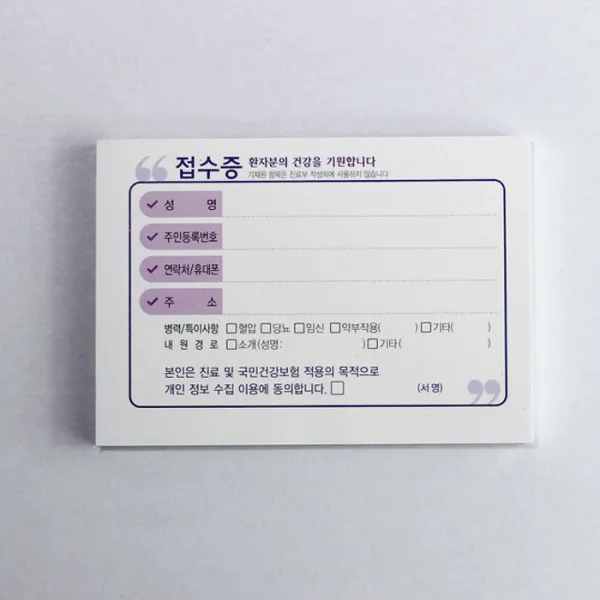 접수증 환자분의 건강을 기원합니다
기재된 항목은 진료부 작성외에 사용하지 않습니다
성 명
주민등록번호
연락처/휴대폰
주 소
병력/특이사항 □혈압 □당뇨 □임신 □약부작용( ) □기타( )
내 원 경 로 □소개(성명: ) □기타( )
본인은 진료 및 국민건강보험 적용의 목적으로
개인 정보 수집 이용에 동의합니다. □ (서명)